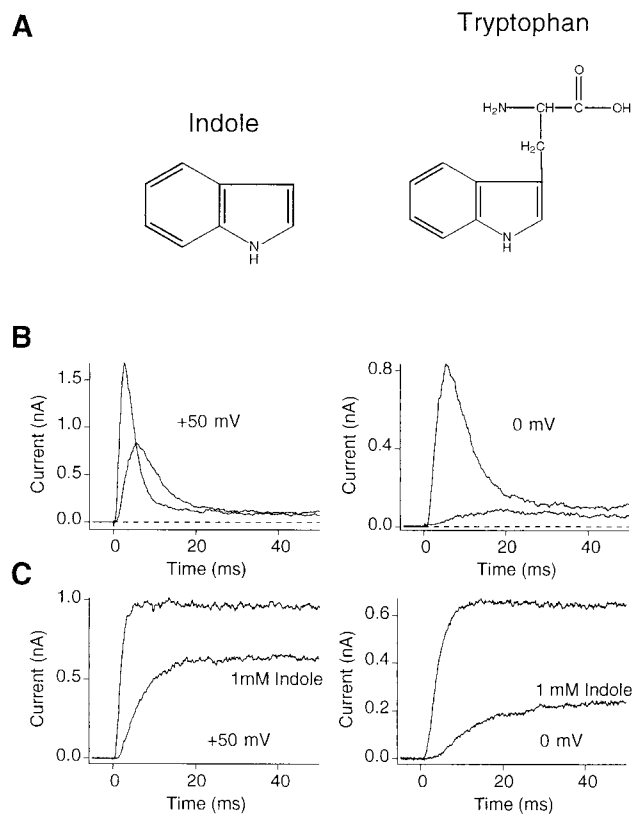 A
Indole
N
H
Tryptophan
O
H₂N
CH
C
OH
H₂C
N
H
B
Current (nA)
1.5
1.0
0.5
0.0
+50 mV
0
20
40
Time (ms)
Current (nA)
0.8
0.4
0.0
0 mV
0
20
40
Time (ms)
C
Current (nA)
1.0
0.5
0.0
1mM Indole
+50 mV
0
20
40
Time (ms)
Current (nA)
0.6
0.4
0.2
0.0
1 mM Indole
0 mV
0
20
40
Time (ms)